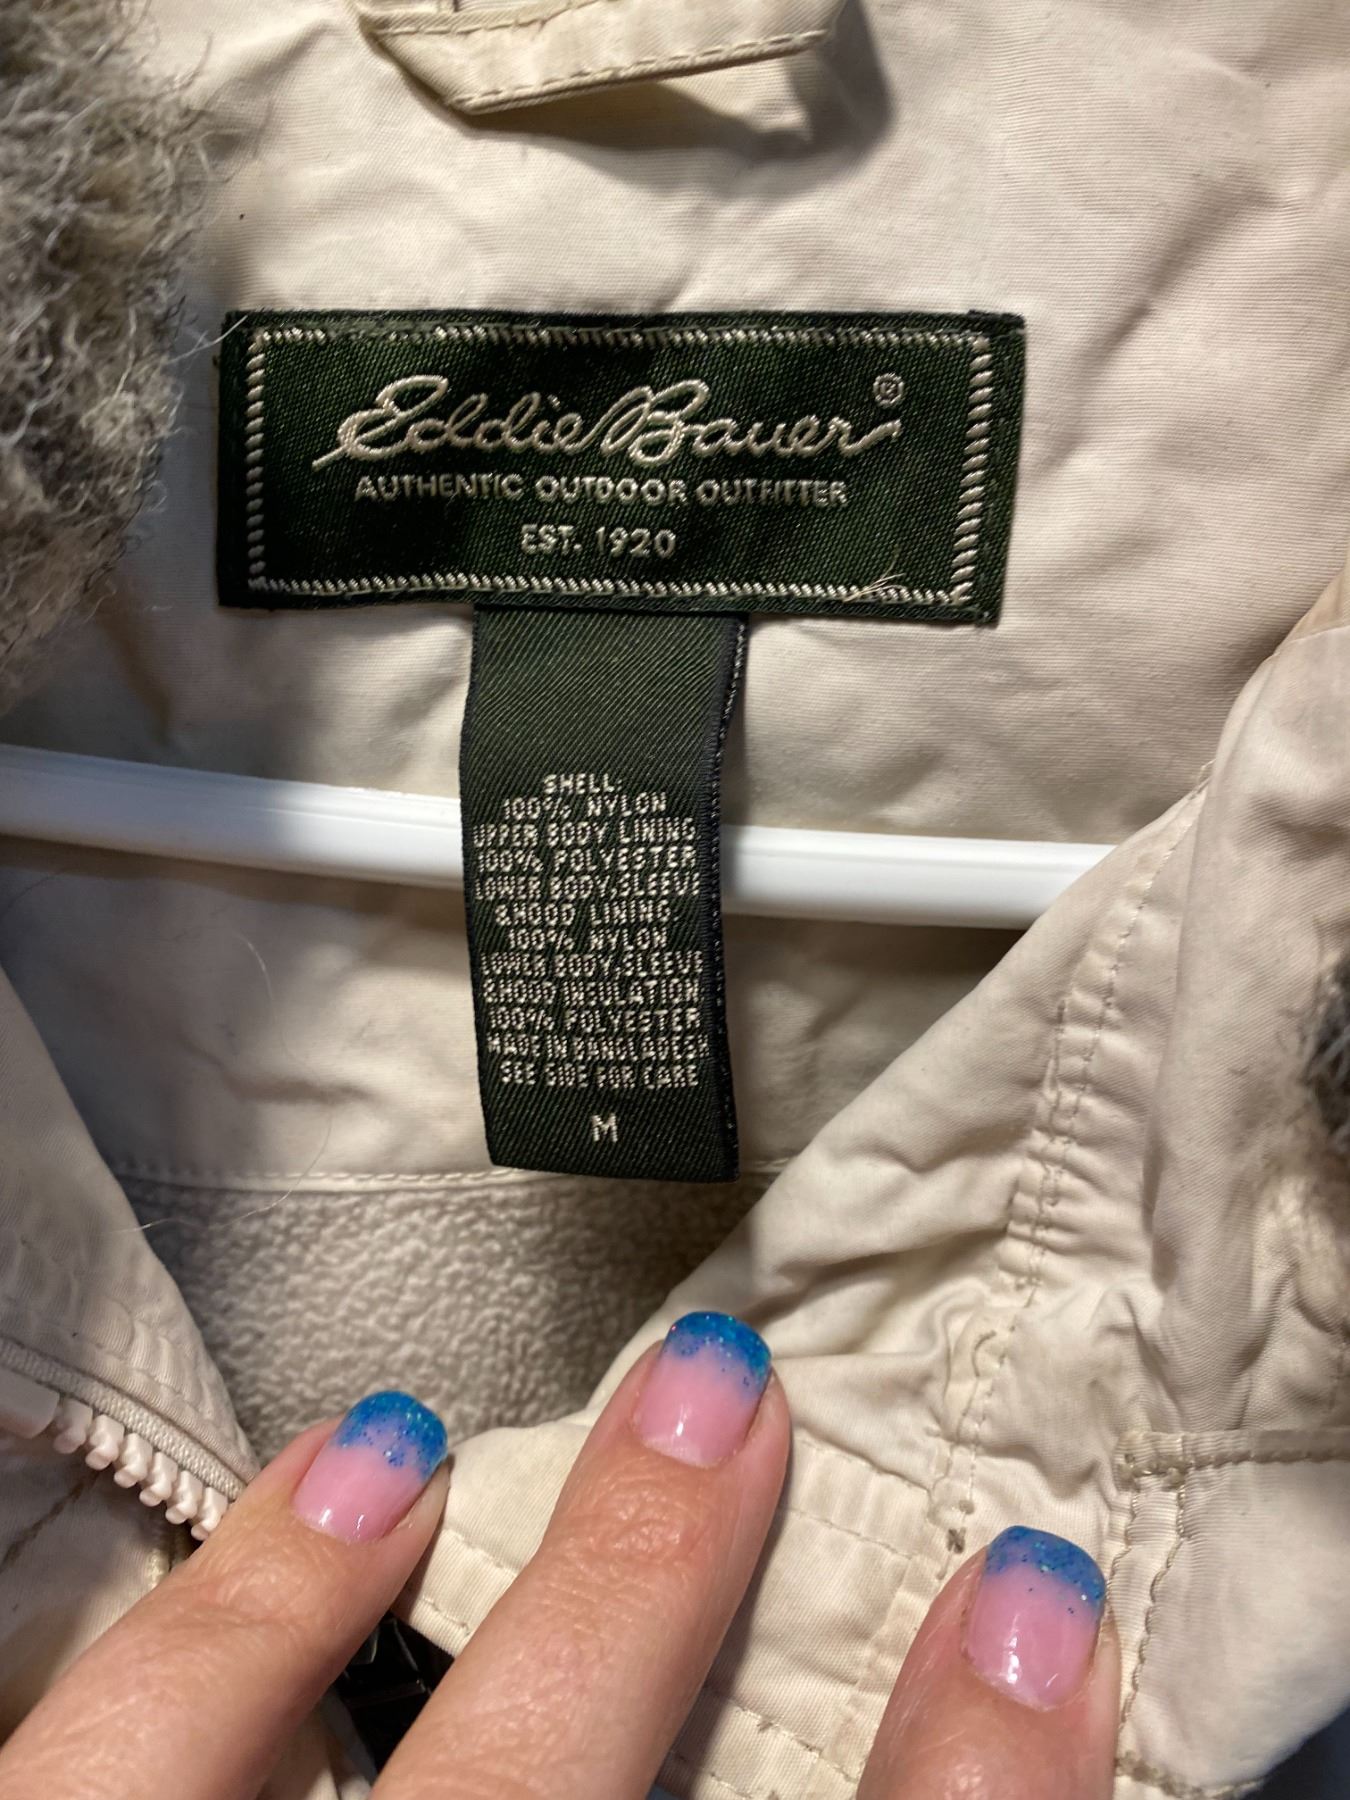 Eddie Bauer®
AUTHENTIC OUTDOOR OUTFITTER
EST. 1920
SHELL:
100% NYLON
UPPER BODY LINING
100% POLYESTER
LOWER BODY/SLEEVE
&HOOD LINING:
100% NYLON
LOWER BODY/SLEEVE
&HOOD INSULATION
100% POLYESTER
MADE IN BANGLADESH
SEE SIDE FOR CARE
M